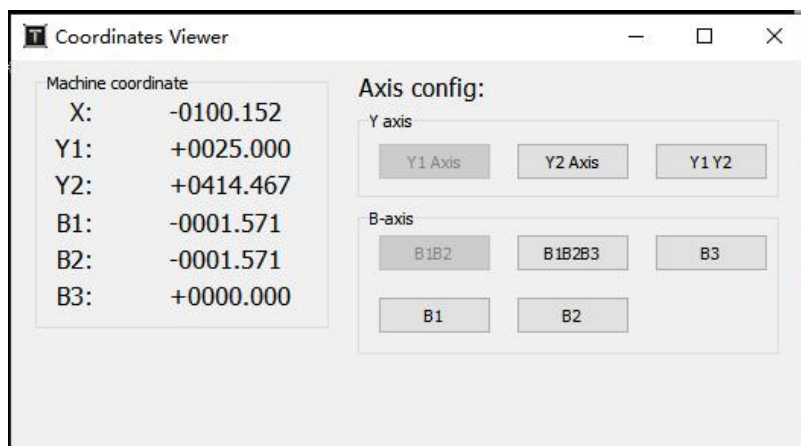 T Coordinates Viewer
Machine coordinate
X: -0100.152
Y1: +0025.000
Y2: +0414.467
B1: -0001.571
B2: -0001.571
B3: +0000.000
Axis config:
Y axis
Y1 Axis Y2 Axis Y1 Y2
B-axis
B1B2 B1B2B3 B3
B1 B2